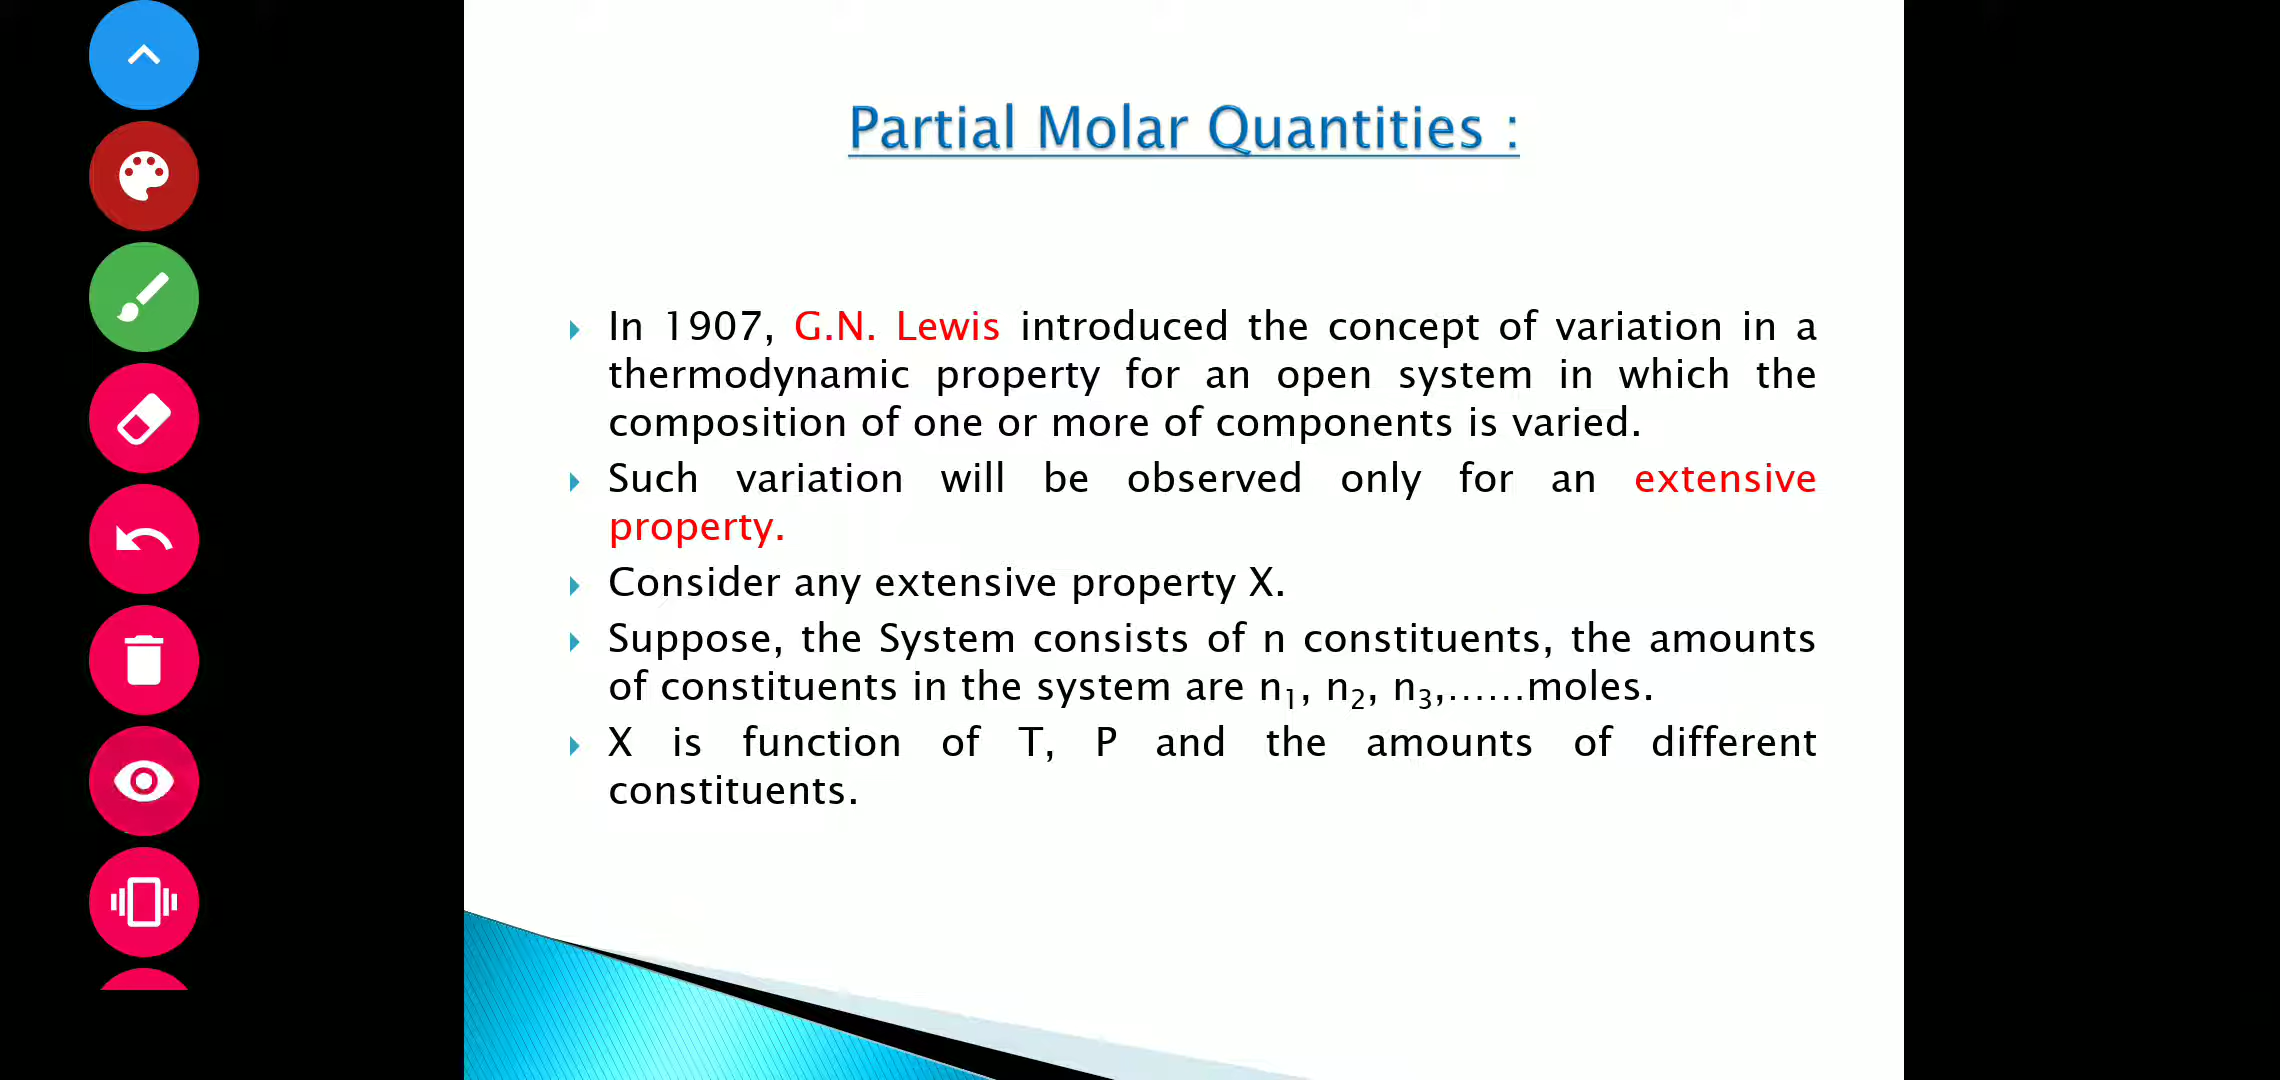 Partial Molar Quantities :
In 1907, G.N. Lewis introduced the concept of variation in a
thermodynamic property for an open system in which the
composition of one or more of components is varied.
Such variation will be observed only for an extensive
property.
Consider any extensive property X.
Suppose, the System consists of n constituents, the amounts
of constituents in the system are n₁, n₂, n₃,......moles.
X is function of T, P and the amounts of different
constituents.